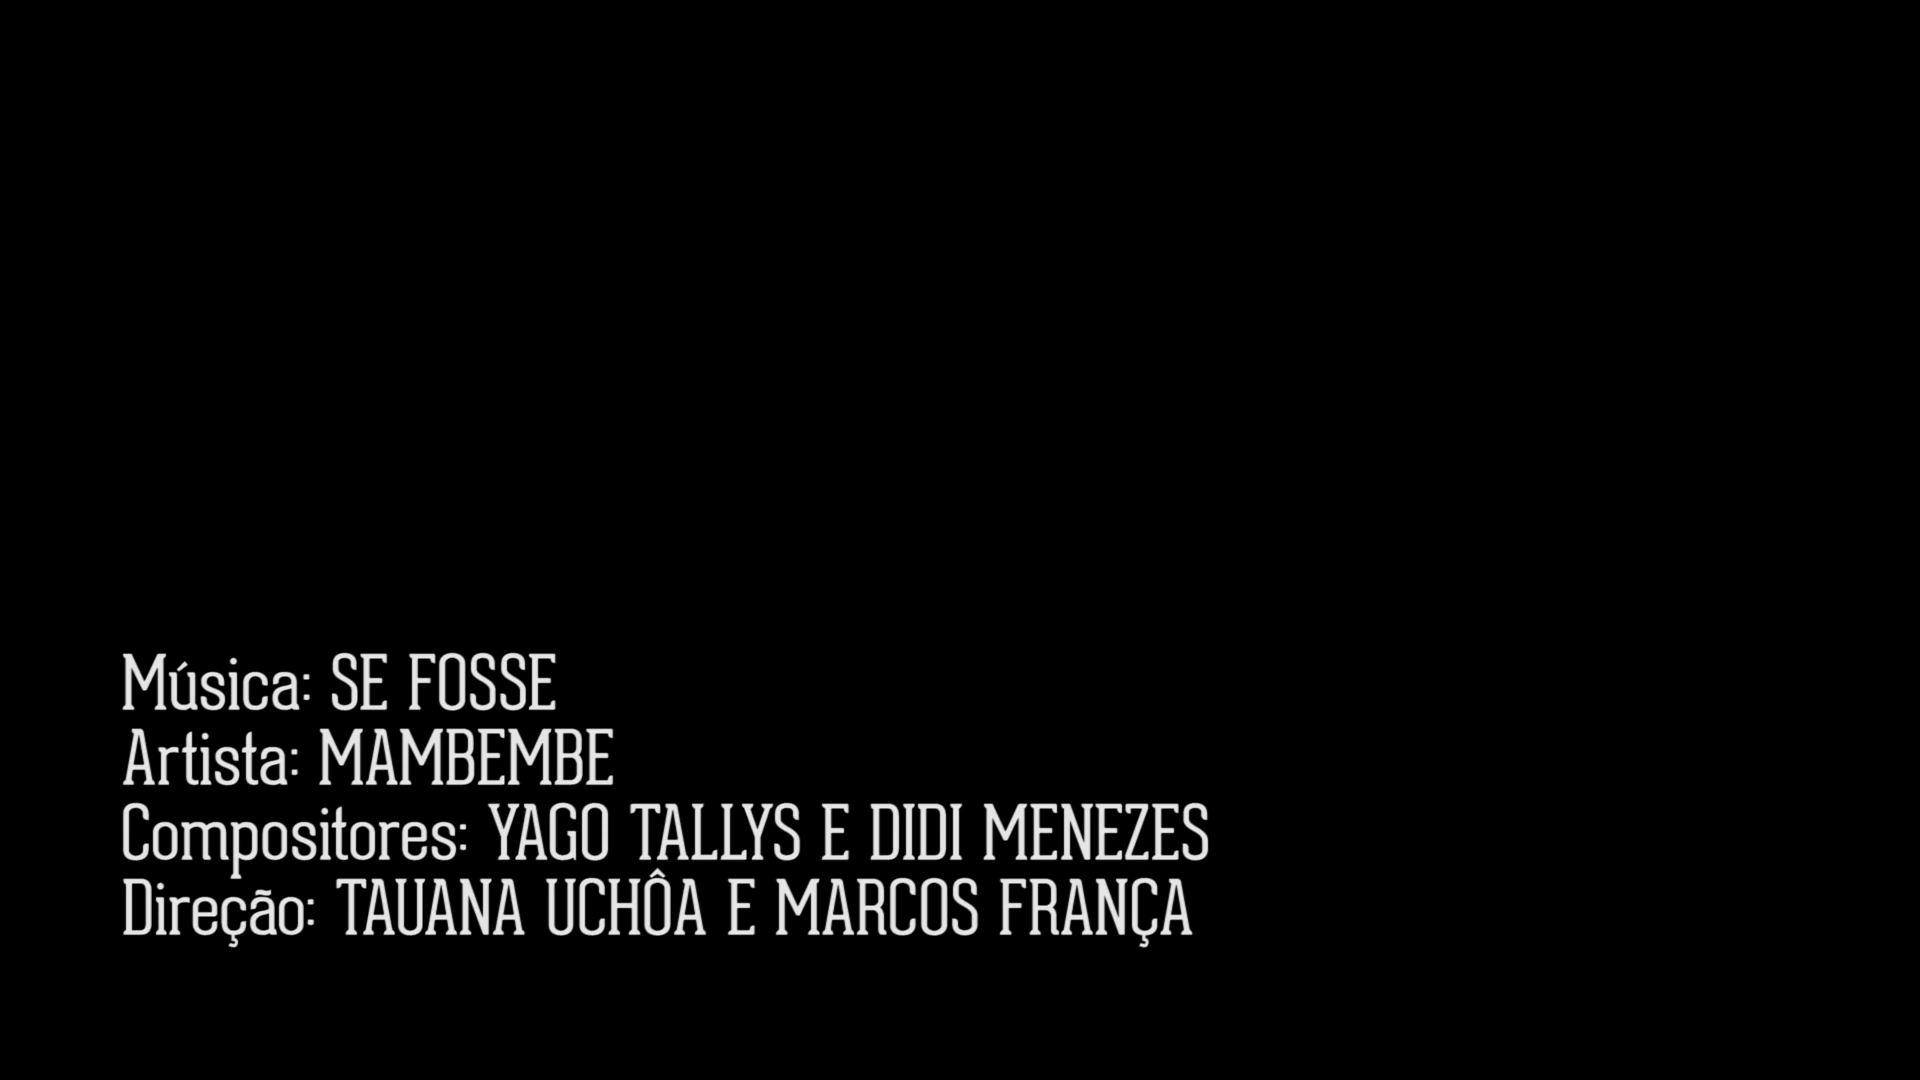 Música: SE FOSSE
Artista: MAMBEMBE
Compositores: YAGO TALLYS E DIDI MENEZES
Direção: TAUANA UCHÔA E MARCOS FRANÇA